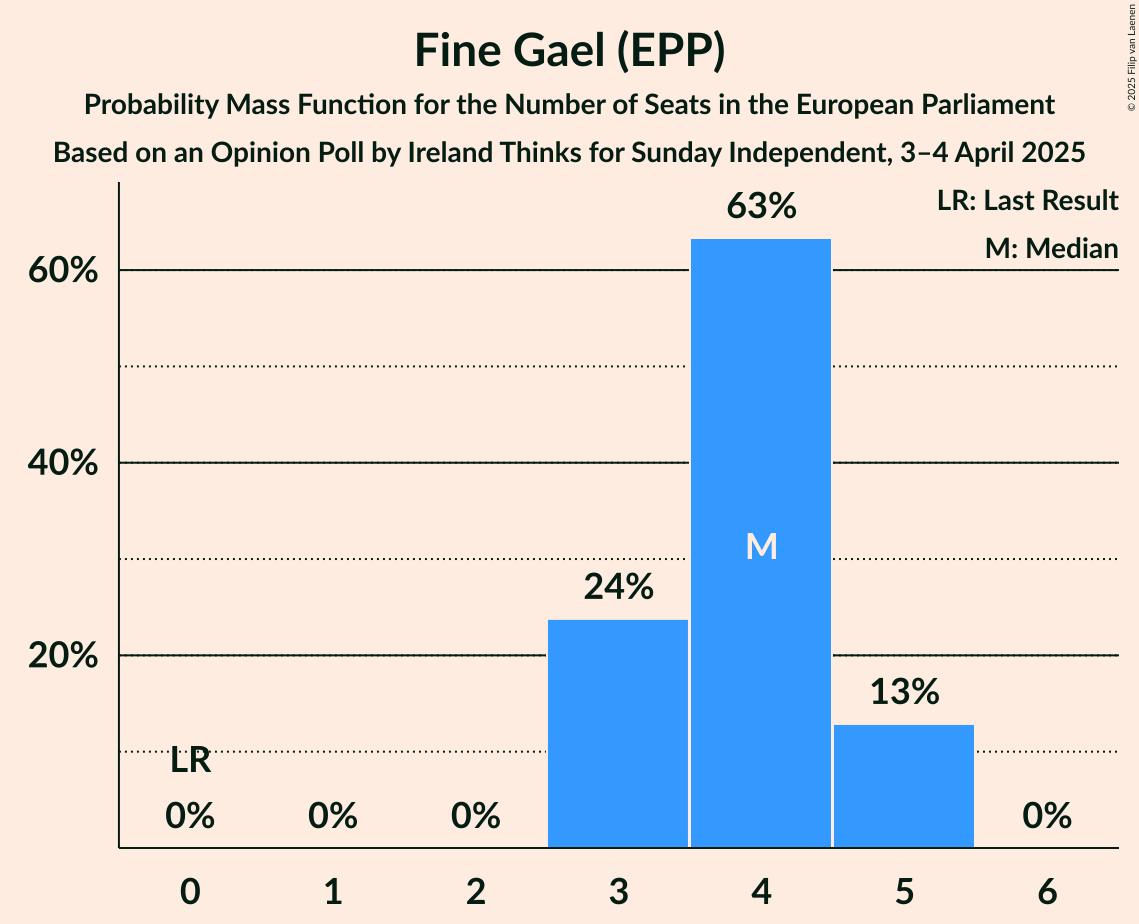 Fine Gael (EPP)
Probability Mass Function for the Number of Seats in the European Parliament
Based on an Opinion Poll by Ireland Thinks for Sunday Independent, 3–4 April 2025
© 2025 Filip van Laenen
LR: Last Result
M: Median
63%
60%
40%
M
24%
20%
13%
LR
0%
0%
0%
0%
0
1
2
3
4
5
6